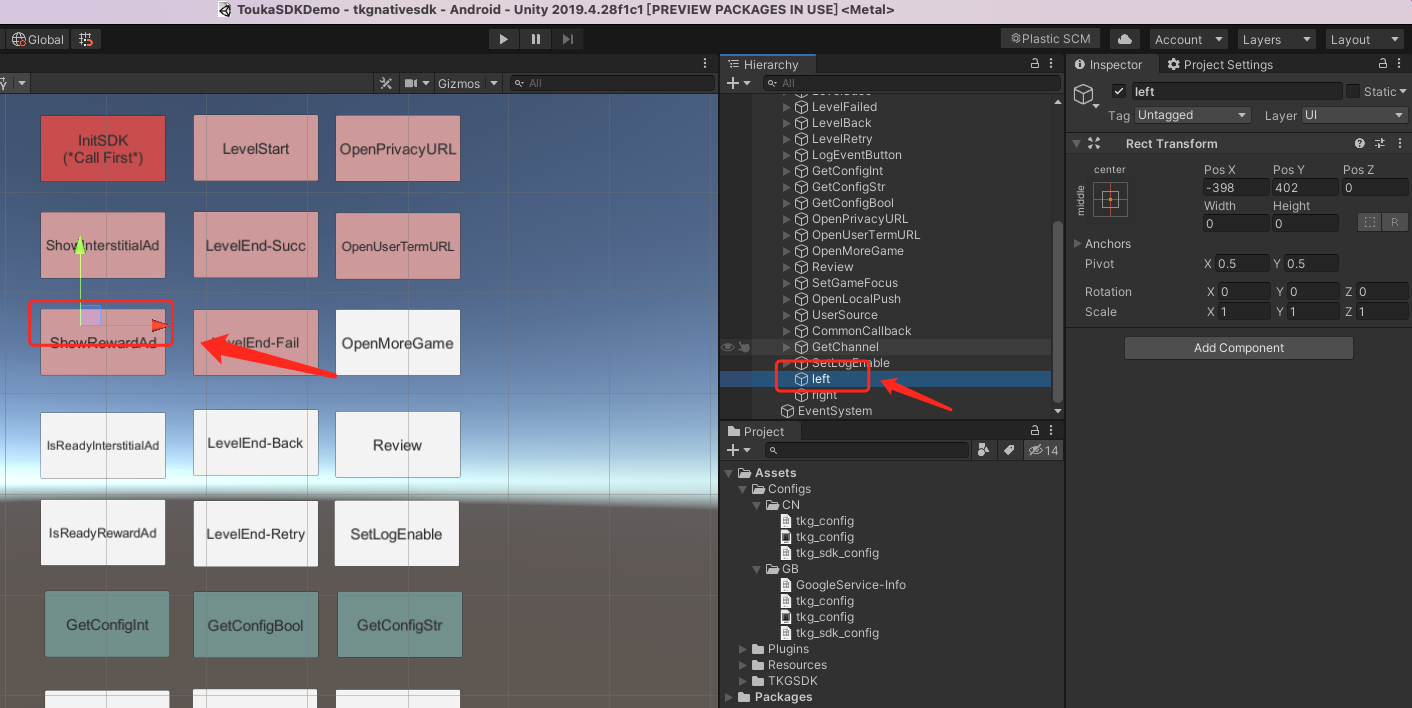 ToukaSDKDemo - tkgnativesdk - Android - Unity 2019.4.28f1c1 [PREVIEW PACKAGES IN USE] <Metal>
Global
Plastic SCM
Account
Layers
Layout
Gizmos
All
InitSDK
(*Call First*)
LevelStart
OpenPrivacyURL
ShowInterstitialAd
LevelEnd-Succ
OpenUserTermURL
ShowRewardAd
LevelEnd-Fail
OpenMoreGame
IsReadyInterstitialAd
LevelEnd-Back
Review
IsReadyRewardAd
LevelEnd-Retry
SetLogEnable
GetConfigInt
GetConfigBool
GetConfigStr
Hierarchy
All
LevelFailed
LevelBack
LevelRetry
LogEventButton
GetConfigInt
GetConfigStr
GetConfigBool
OpenPrivacyURL
OpenUserTermURL
OpenMoreGame
Review
SetGameFocus
OpenLocalPush
UserSource
CommonCallback
GetChannel
SetLogEnable
left
right
EventSystem
Project
14
Assets
Configs
CN
tkg_config
tkg_config
tkg_sdk_config
GB
GoogleService-Info
tkg_config
tkg_config
tkg_sdk_config
Plugins
Resources
TKGSDK
Packages
Inspector
Project Settings
left
Static
Tag Untagged
Layer UI
Rect Transform
center
middle
Pos X Pos Y Pos Z
-398 402 0
Width Height
0 0
R
Anchors
Pivot X 0.5 Y 0.5
Rotation X 0 Y 0 Z 0
Scale X 1 Y 1 Z 1
Add Component